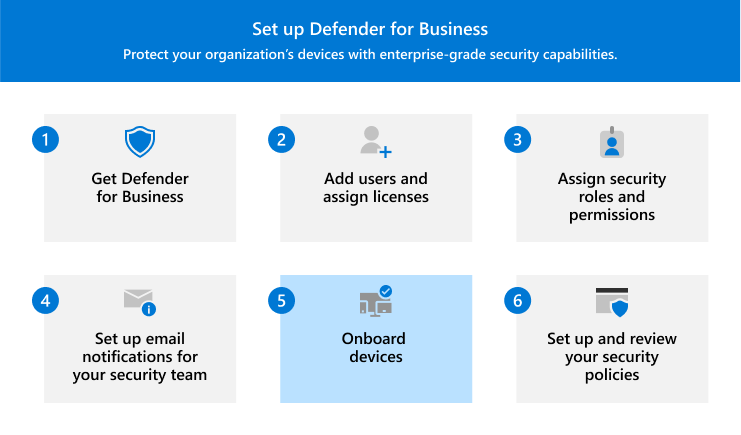 Set up Defender for Business
Protect your organization's devices with enterprise-grade security capabilities.
1
Get Defender
for Business
2
Add users and
assign licenses
3
Assign security
roles and
permissions
4
Set up email
notifications for
your security team
5
Onboard
devices
6
Set up and review
your security
policies